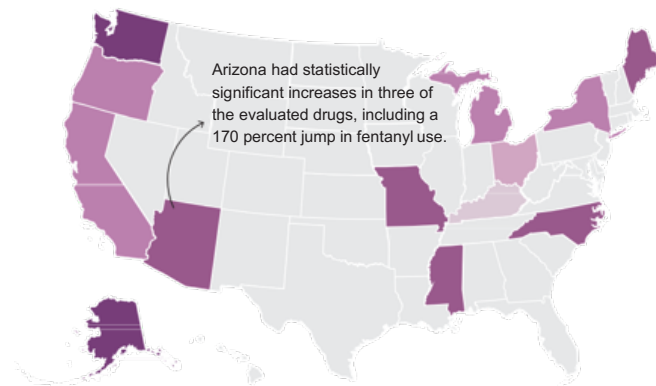 Arizona had statistically
significant increases in three of
the evaluated drugs, including a
170 percent jump in fentanyl use.